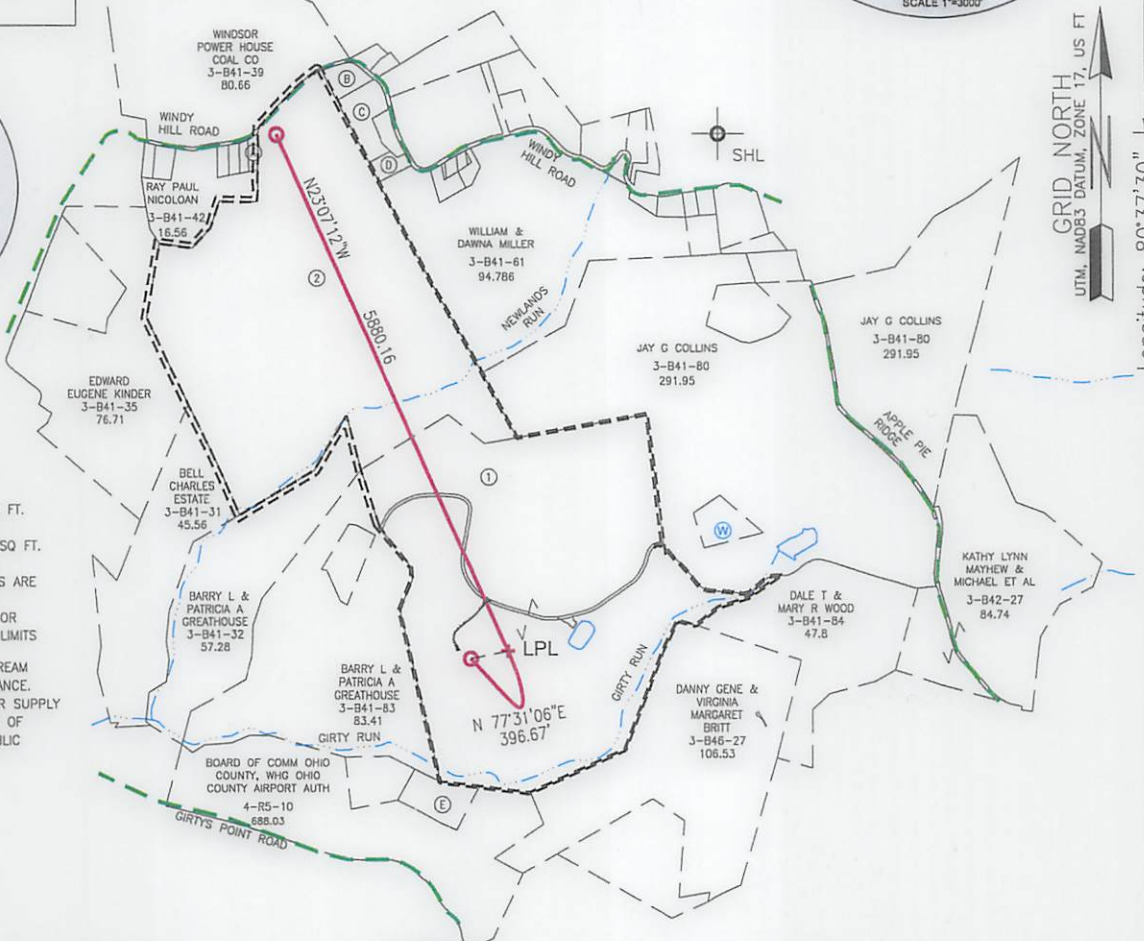 SCALE 1"=3000'
GRID NORTH
UTM, NAD83 DATUM, ZONE 17, US FT
80°37'30"
WINDSOR
POWER HOUSE
COAL CO
3-B41-39
80.66
WINDY
HILL ROAD
B
C
D
SHL
WINDY
HILL ROAD
RAY PAUL
NICOLOAN
3-B41-42
16.56
N23°07'12"W
2
5880.16
WILLIAM &
DAWNA MILLER
3-B41-61
94.786
NEWLANDS
RUN
JAY G COLLINS
3-B41-80
291.95
JAY G COLLINS
3-B41-80
291.95
APPLE PIE
RIDGE
EDWARD
EUGENE KINDER
3-B41-35
76.71
BELL
CHARLES
ESTATE
3-B41-31
45.56
1
W
FT.
SQ FT.
S ARE
OR
LIMITS
REAM
ANCE.
R SUPPLY
OF
BLIC
BARRY L &
PATRICIA A
GREATHOUSE
3-B41-32
57.28
KATHY LYNN
MAYHEW &
MICHAEL ET AL
3-B42-27
84.74
DALE T &
MARY R WOOD
3-B41-84
47.8
LPL
BARRY L &
PATRICIA A
GREATHOUSE
3-B41-83
83.41
GIRTY RUN
N 77°31'06"E
396.67'
GIRTY RUN
DANNY GENE &
VIRGINIA
MARGARET
BRITT
3-B46-27
106.53
BOARD OF COMM OHIO
COUNTY, WHG OHIO
COUNTY AIRPORT AUTH
4-R5-10
688.03
E
GIRTYS POINT ROAD